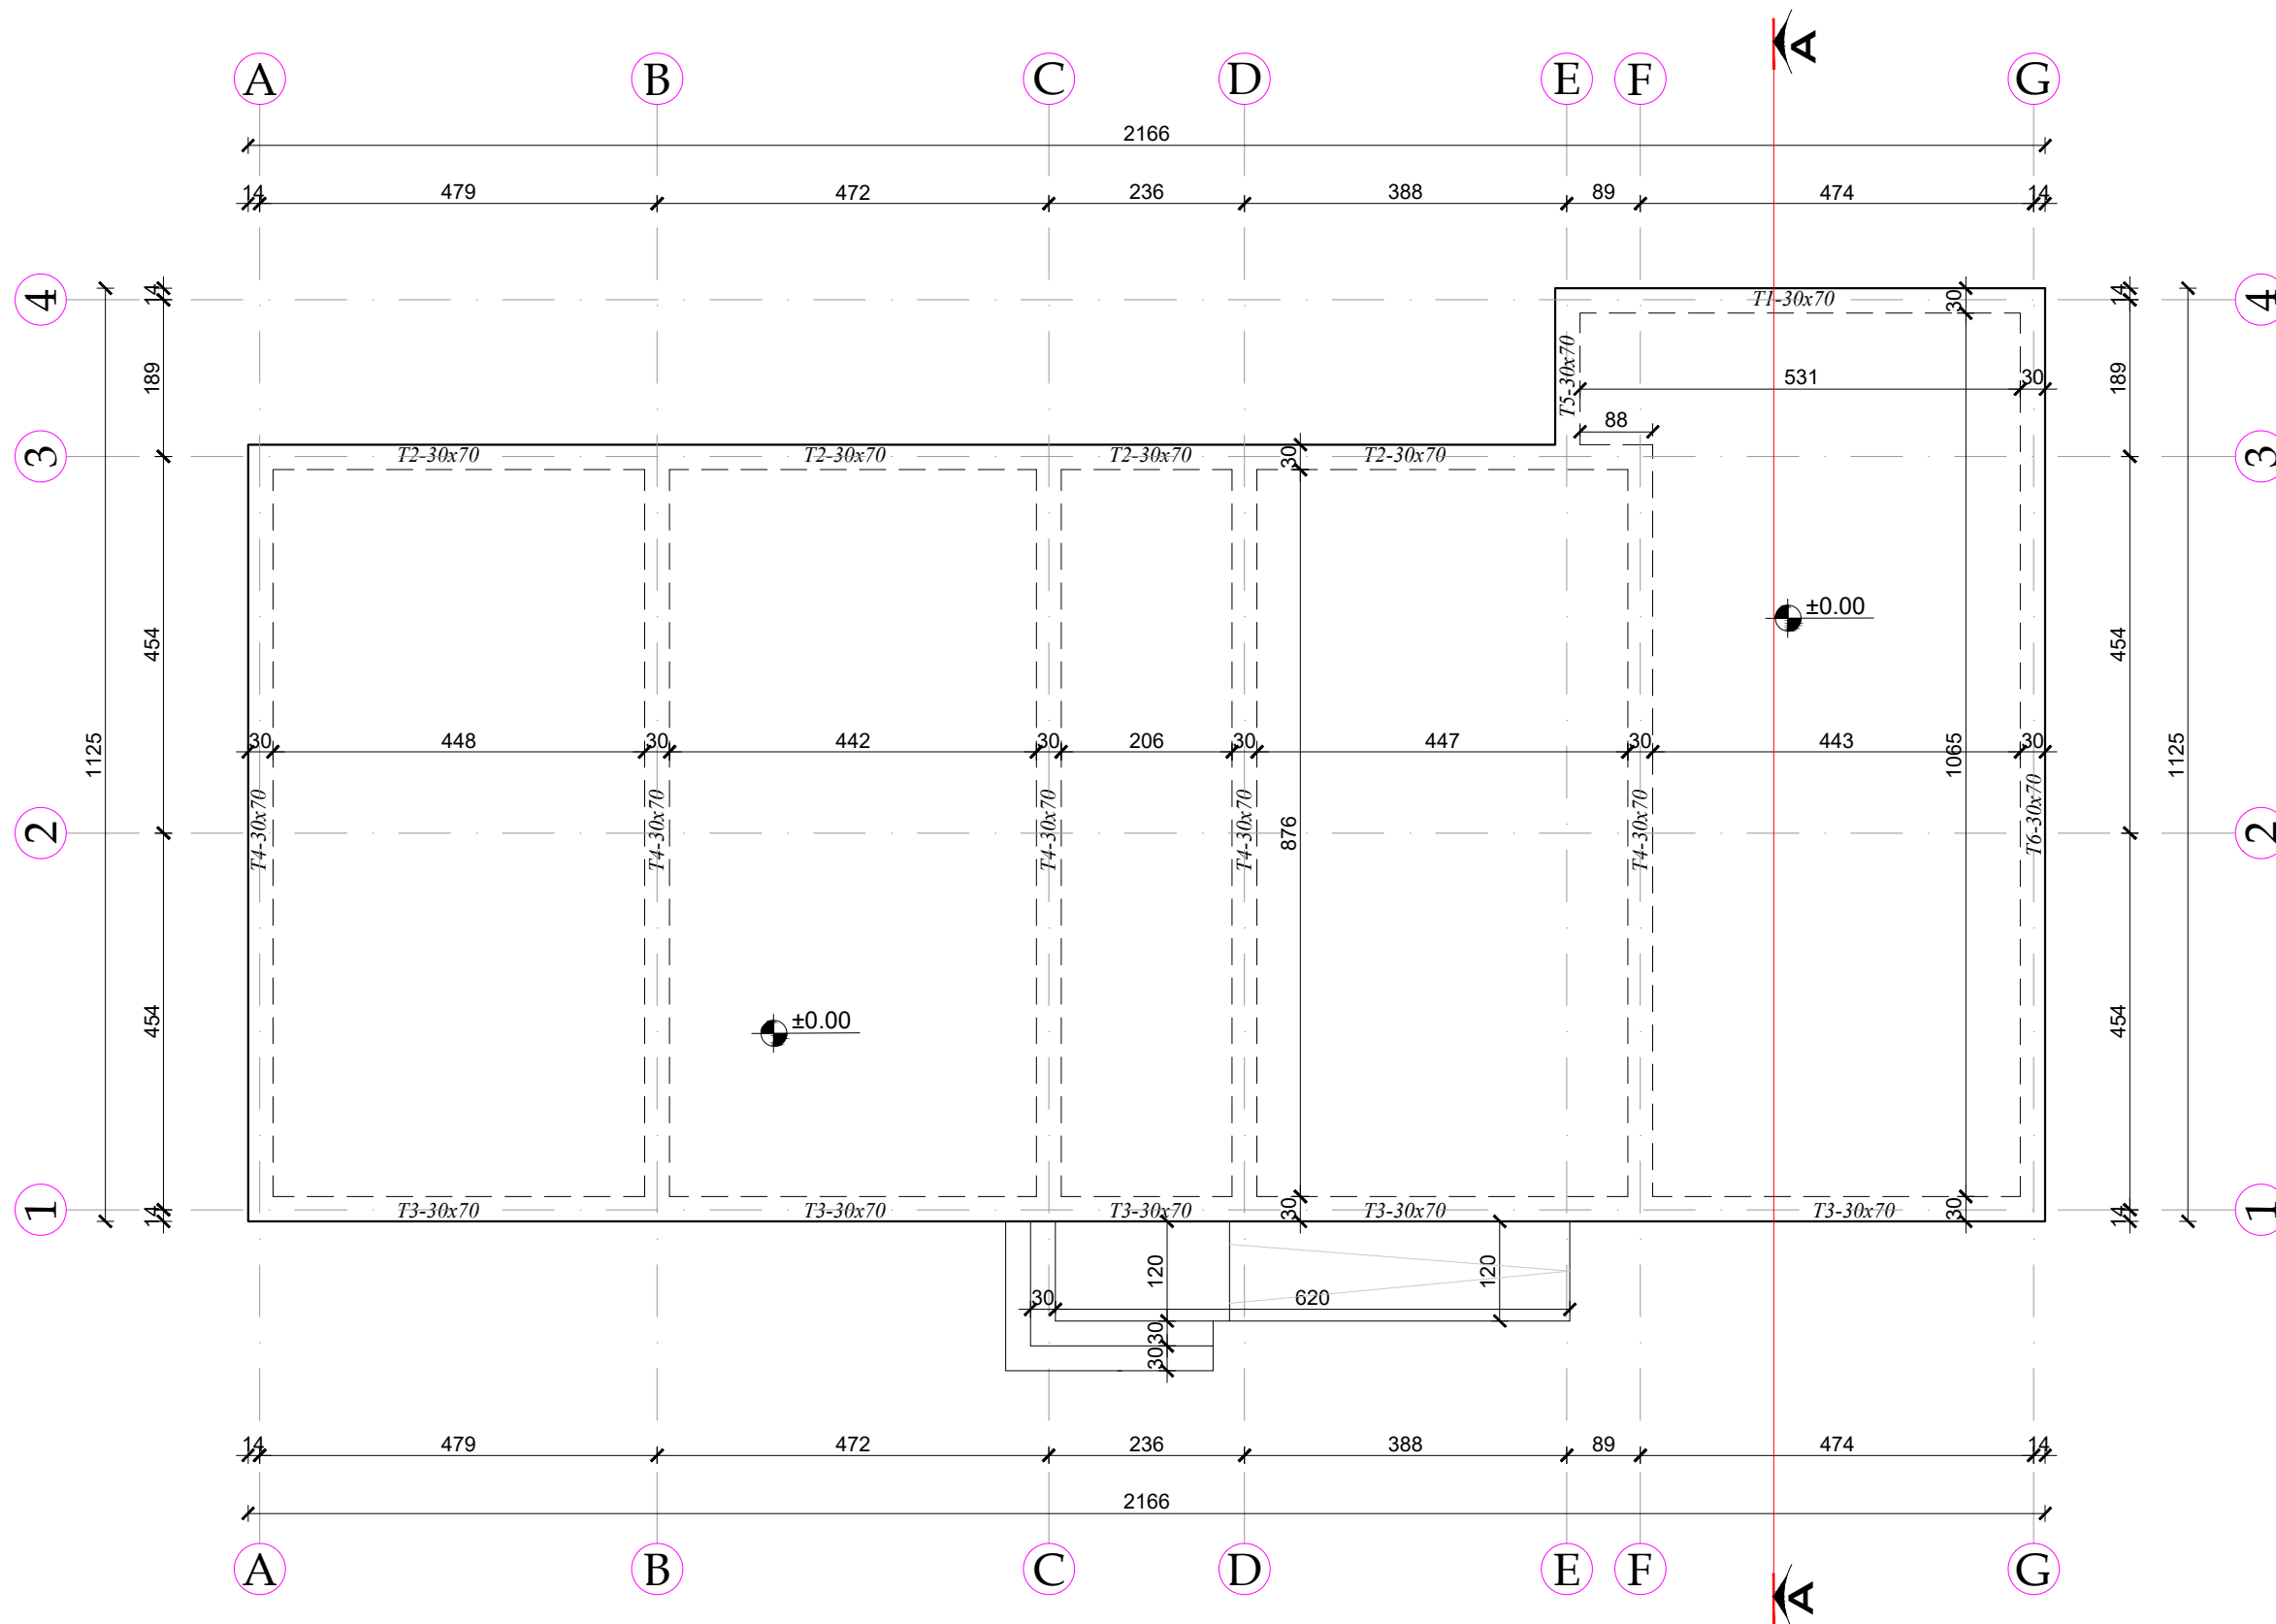 A
A B C D E F G
2166
14 479 472 236 388 89 474 14
4 14 T1-30x70 30 14 4
189 T5-30x70 531 30 189
88
3 T2-30x70 T2-30x70 T2-30x70 T2-30x70 30 3
±0.00
454 454
1125 30 448 30 442 30 206 30 447 30 443 1065 30 1125
2 T4-30x70 T4-30x70 T4-30x70 T4-30x70 876 T4-30x70 T6-30x70 2
454 ±0.00 454
1 14 T3-30x70 T3-30x70 T3-30x70 30 T3-30x70 T3-30x70 30 14 1
120 120
30 620
30
30
14 479 472 236 388 89 474 14
2166
A B C D E F G
A